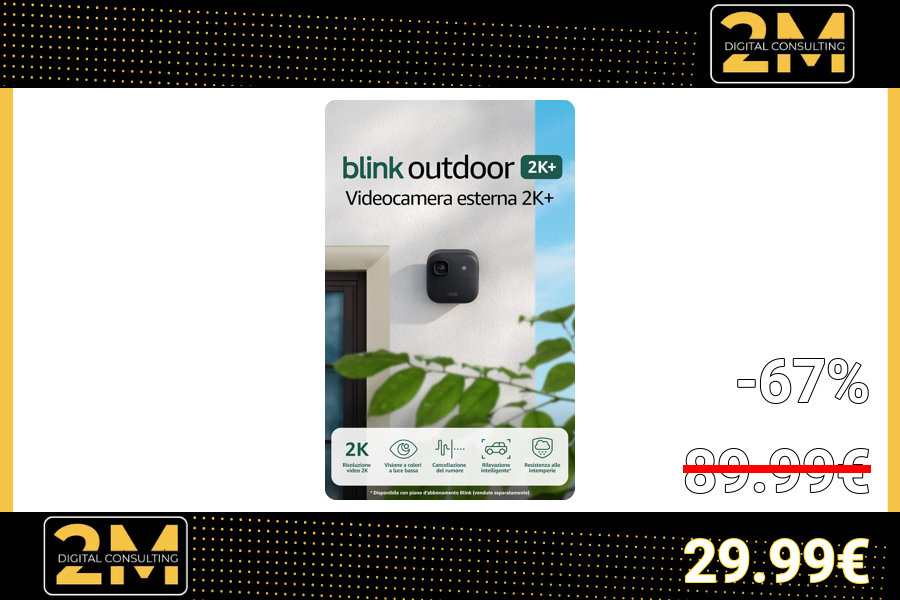 2M
DIGITAL CONSULTING
blink outdoor 2K+
Videocamera esterna 2K+
2K
Risoluzione
video 2K
Visione a colori
a luce bassa
Cancellazione
del rumore
Rilevazione
intelligente*
Resistenza alle
intemperie
* Disponibile con piano d'abbonamento Blink (venduto separatamente)
-67%
89.99€
2M
DIGITAL CONSULTING
29.99€